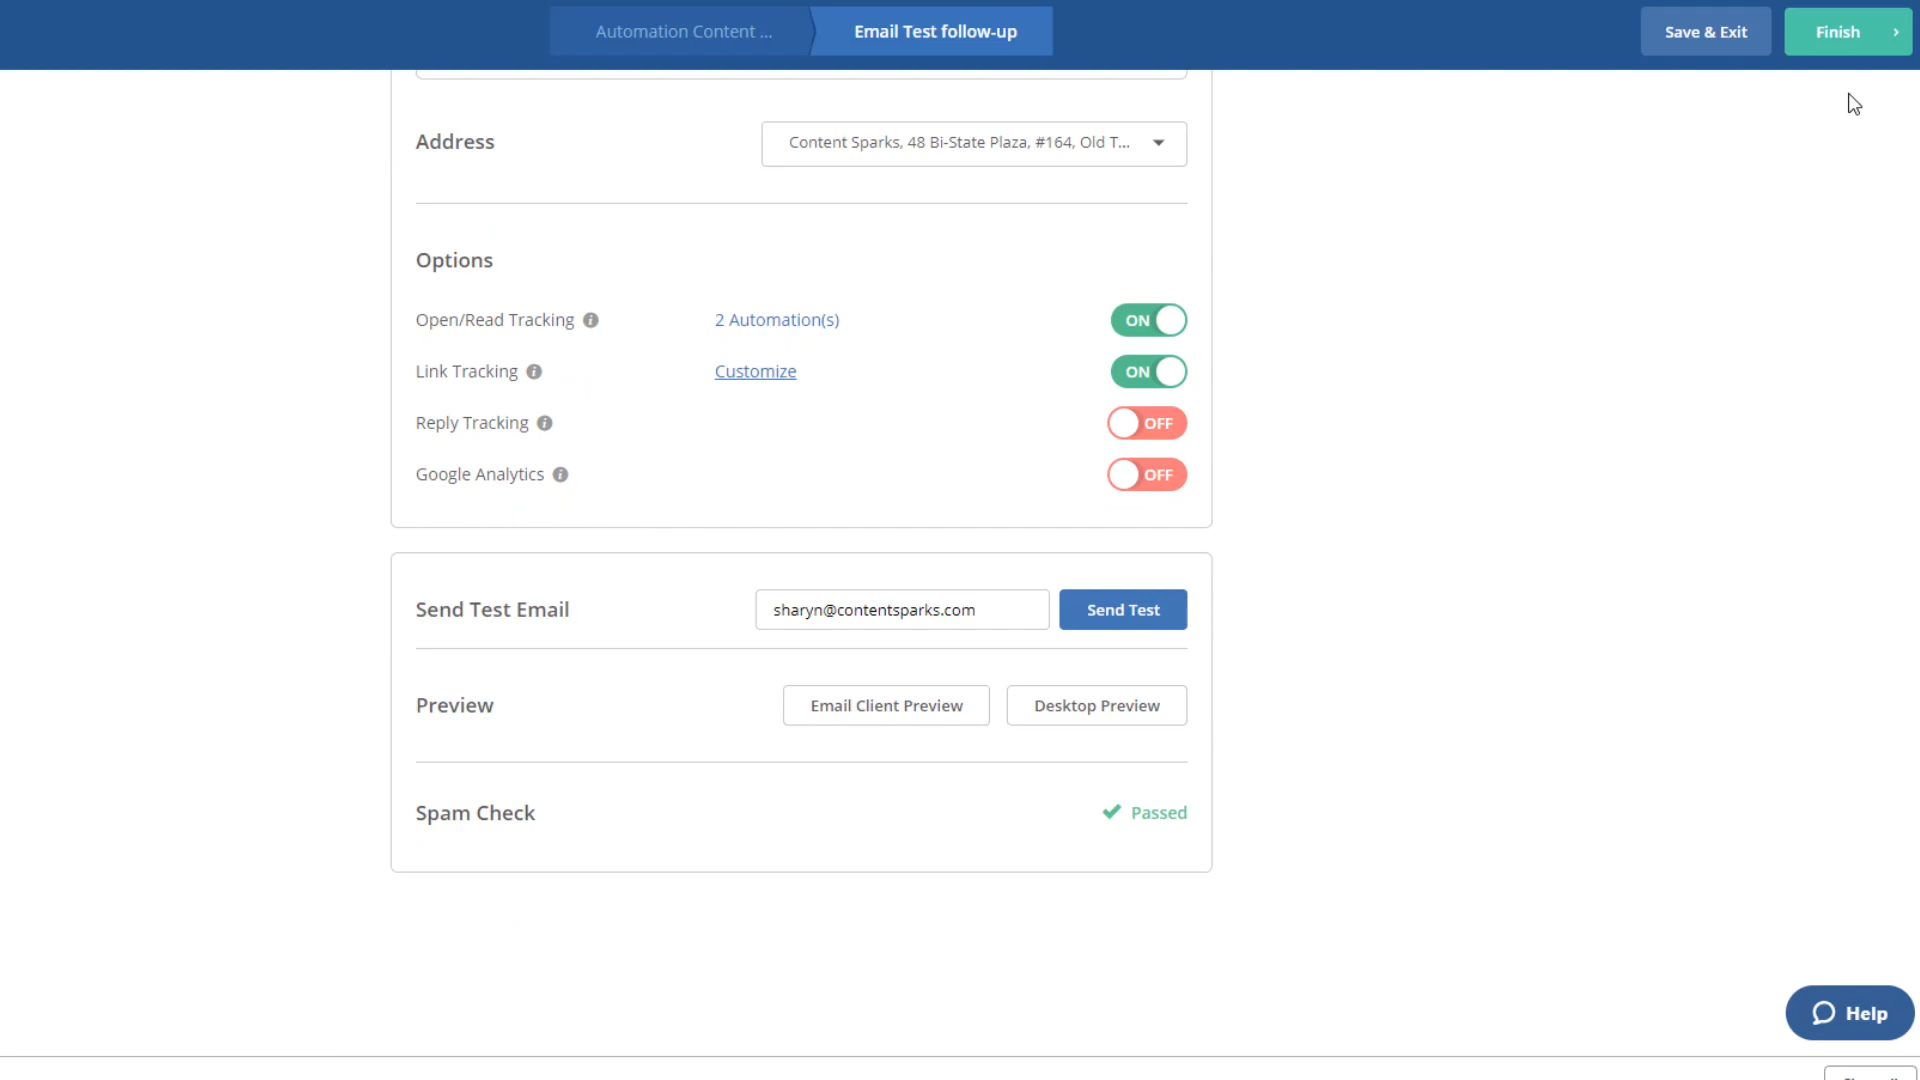 Automation Content ...
Email Test follow-up
Save & Exit
Finish
Address
Content Sparks, 48 Bi-State Plaza, #164, Old T...
Options
Open/Read Tracking
2 Automation(s)
ON
Link Tracking
Customize
ON
Reply Tracking
OFF
Google Analytics
OFF
Send Test Email
sharyn@contentsparks.com
Send Test
Preview
Email Client Preview
Desktop Preview
Spam Check
Passed
Help